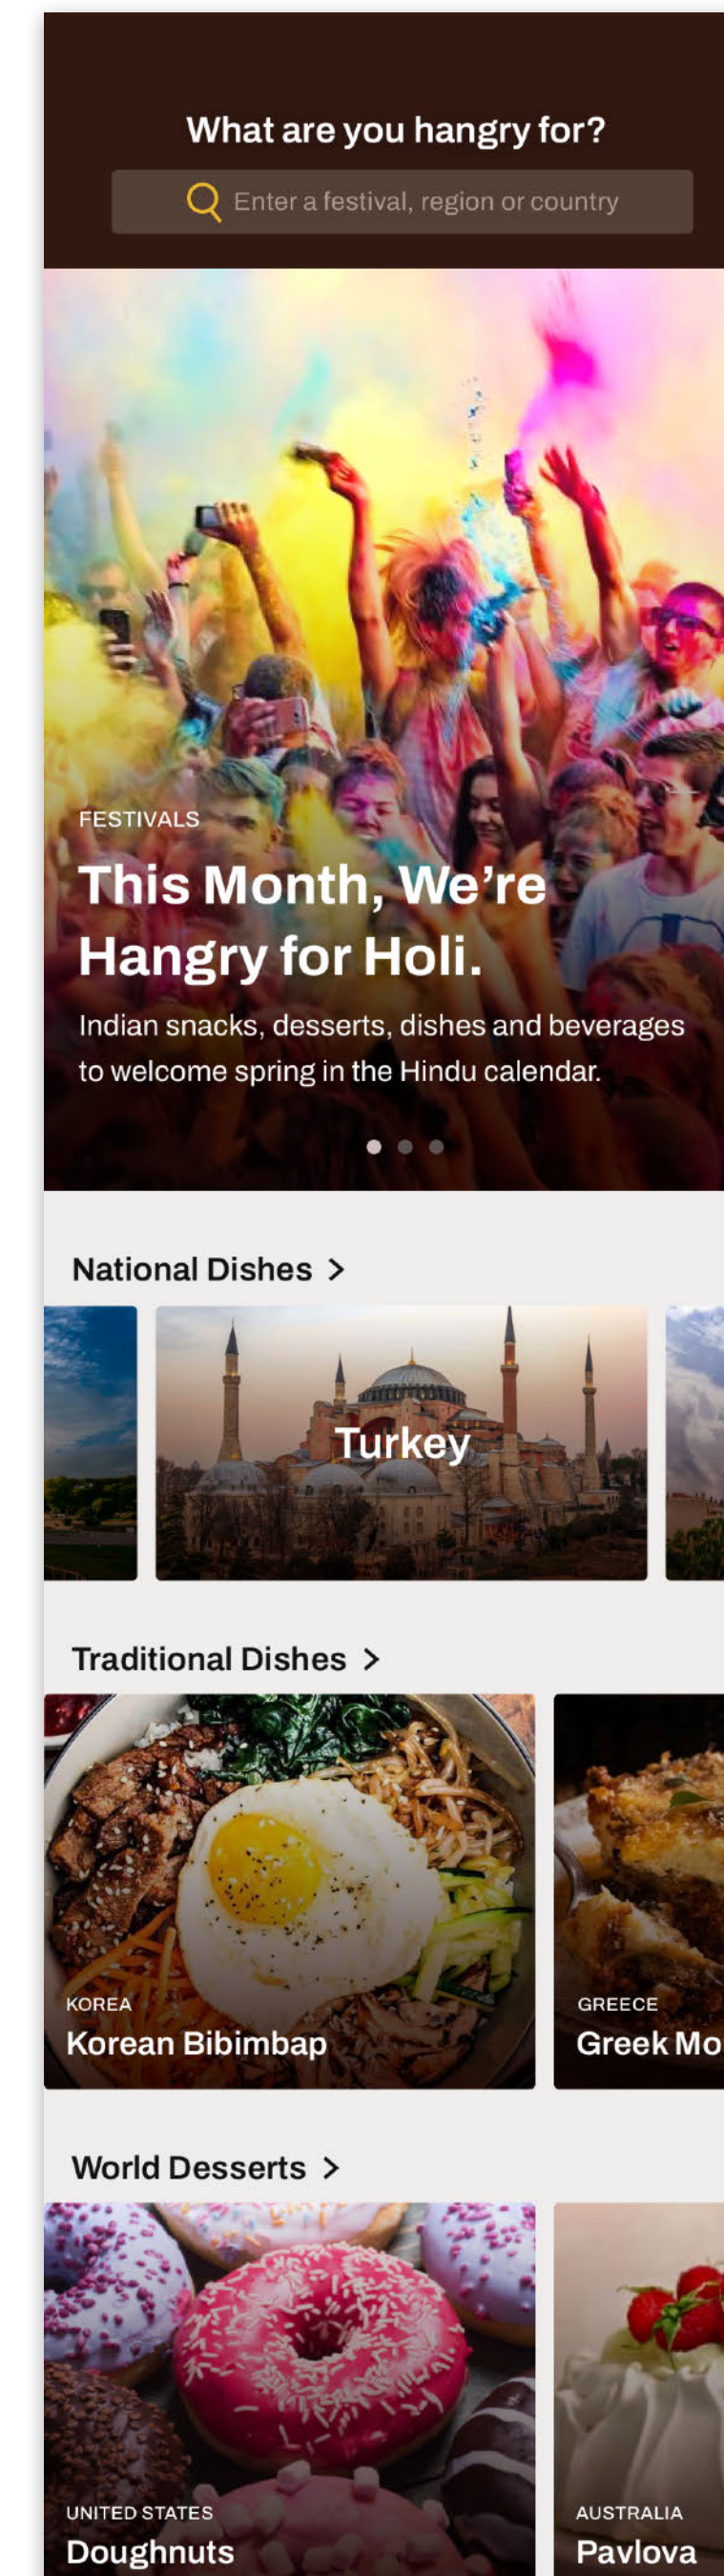 What are you hangry for?
Enter a festival, region or country
FESTIVALS
This Month, We’re
Hangry for Holi.
Indian snacks, desserts, dishes and beverages
to welcome spring in the Hindu calendar.
National Dishes >
Turkey
Traditional Dishes >
KOREA
Korean Bibimbap
GREECE
Greek Mo
World Desserts >
UNITED STATES
Doughnuts
AUSTRALIA
Pavlova